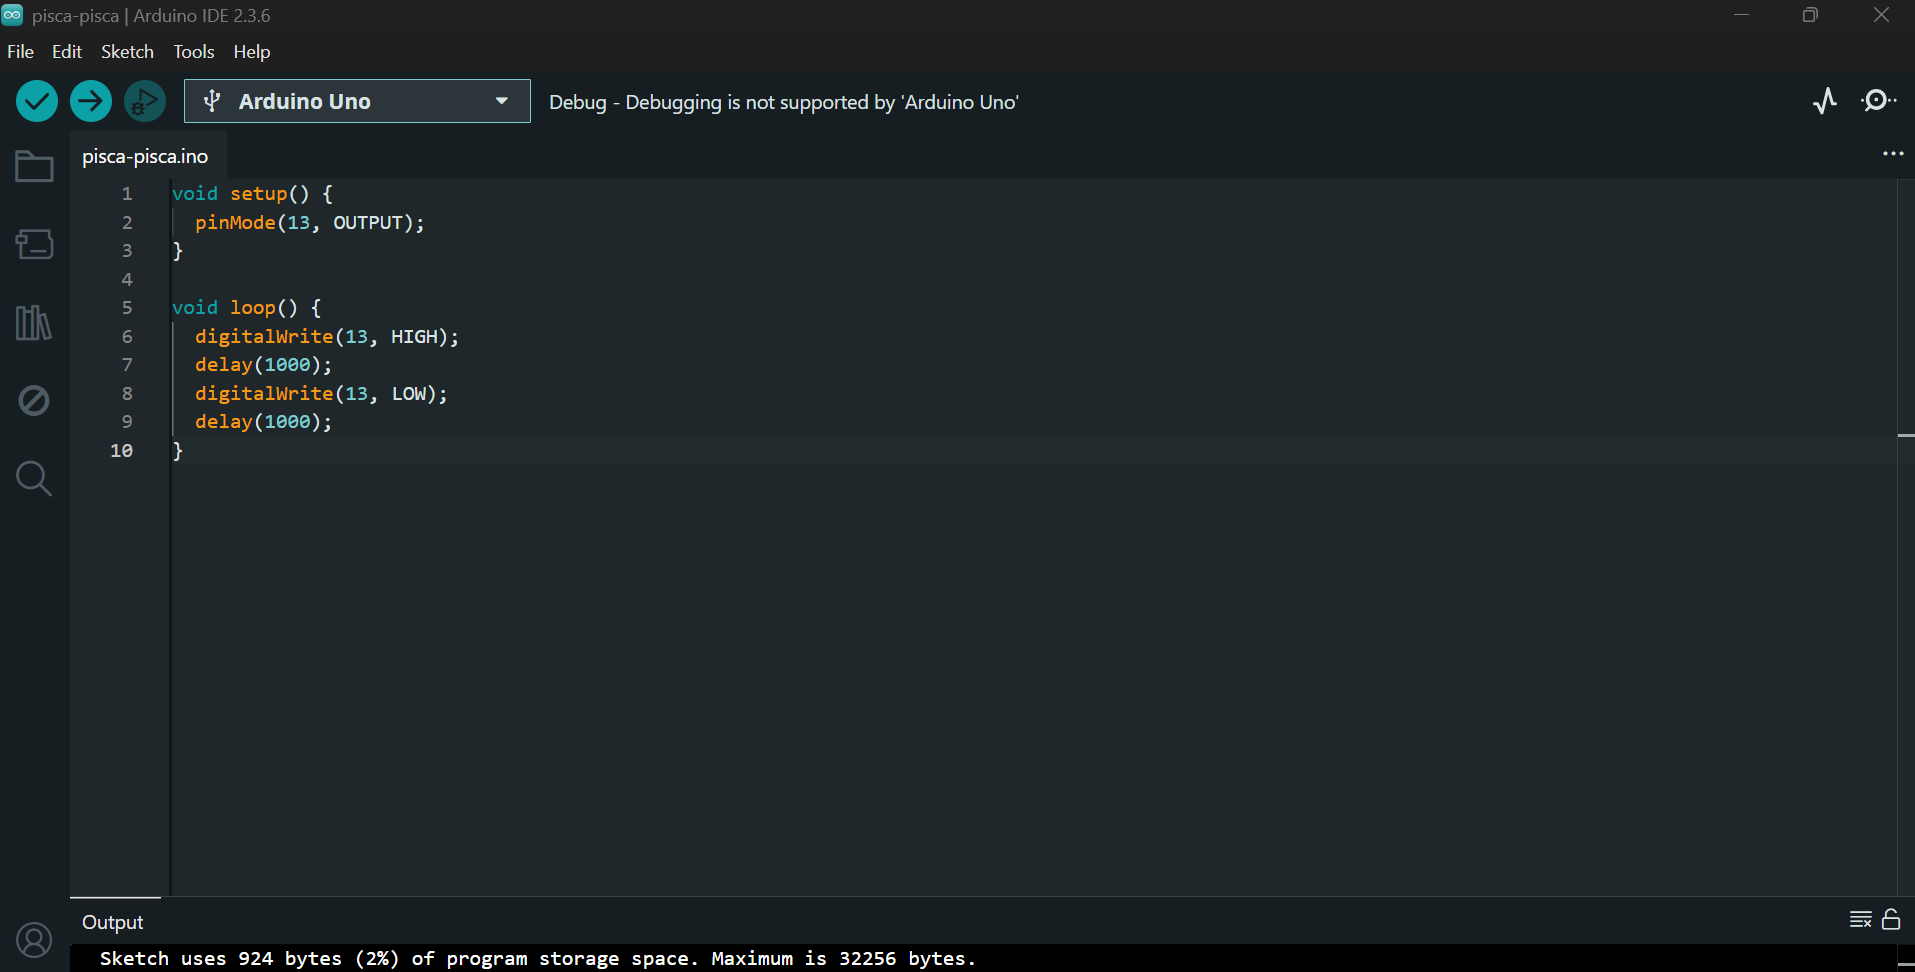 pisca-pisca | Arduino IDE 2.3.6
File Edit Sketch Tools Help
Arduino Uno
Debug - Debugging is not supported by 'Arduino Uno'
pisca-pisca.ino
1 void setup() {
2   pinMode(13, OUTPUT);
3 }
4
5 void loop() {
6   digitalWrite(13, HIGH);
7   delay(1000);
8   digitalWrite(13, LOW);
9   delay(1000);
10 }
Output
Sketch uses 924 bytes (2%) of program storage space. Maximum is 32256 bytes.